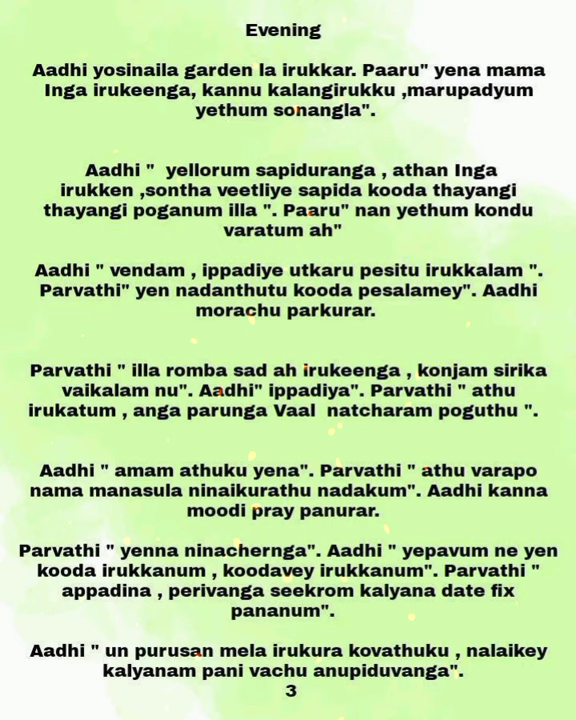 Evening
Aadhi yosinaila garden la irukkar. Paaru" yena mama
Inga irukeenga, kannu kalangirukku ,marupadyum
yethum sonangla".
Aadhi "  yellorum sapiduranga , athan Inga
irukken ,sontha veetliye sapida kooda thayangi
thayangi poganum illa ". Paaru" nan yethum kondu
varatum ah"
Aadhi " vendam , ippadiye utkaru pesitu irukkalam ".
Parvathi" yen nadanthutu kooda pesalamey". Aadhi
morachu parkurar.
Parvathi " illa romba sad ah irukeenga , konjam sirika
vaikalam nu". Aadhi" ippadiya". Parvathi " athu
irukatum , anga parunga Vaal  natcharam poguthu ".
Aadhi " amam athuku yena". Parvathi " athu varapo
nama manasula ninaikurathu nadakum". Aadhi kanna
moodi pray panurar.
Parvathi " yenna ninachernga". Aadhi " yepavum ne yen
kooda irukkanum , koodavey irukkanum". Parvathi "
appadina , perivanga seekrom kalyana date fix
pananum".
Aadhi " un purusan mela irukura kovathuku , nalaikey
kalyanam pani vachu anupiduvanga".
3